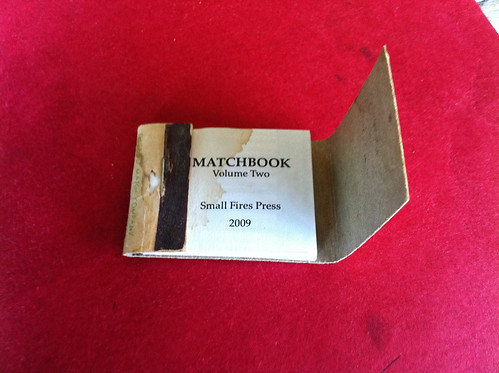 MATCHBOOK
Volume Two
Small Fires Press
2009